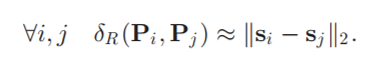 ∀i, j   δ_R(𝐏_i, 𝐏_j) ≈ ‖𝐬_i − 𝐬_j‖_2.